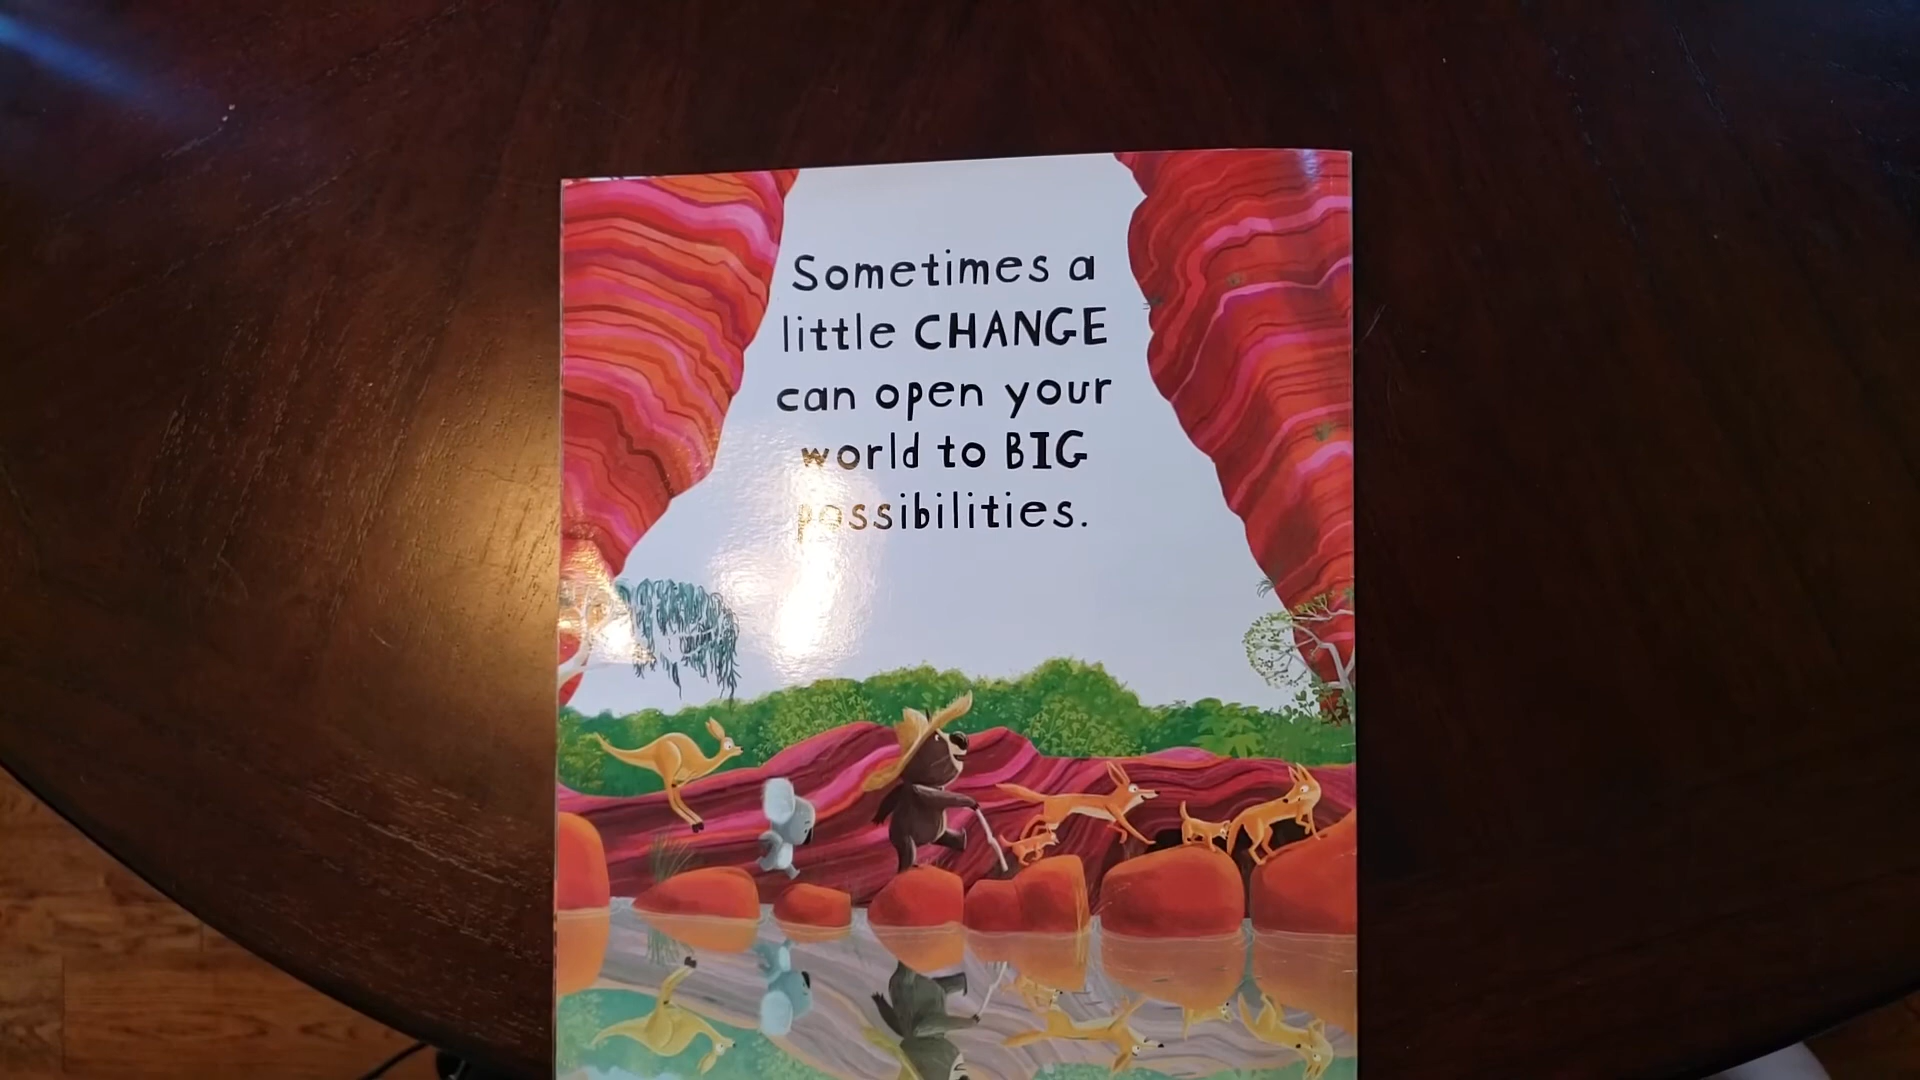 Sometimes a
little CHANGE
can open your
world to BIG
possibilities.